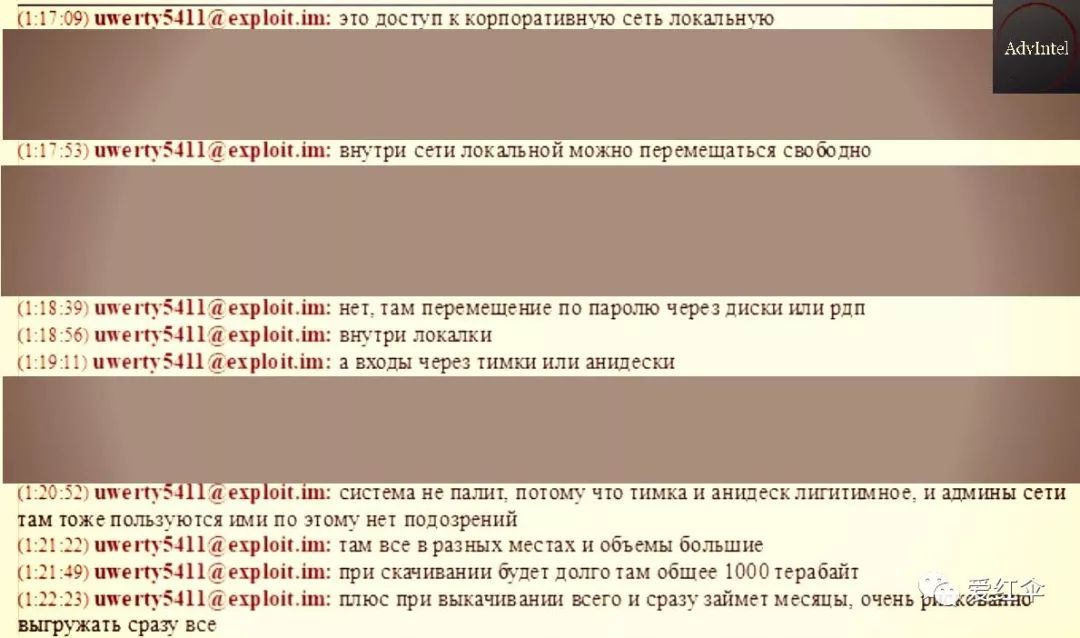 (1:17:09) uwerty5411@exploit.im: это доступ к корпоративную сеть локальную
AdvIntel
(1:17:53) uwerty5411@exploit.im: внутри сети локальной можно перемещаться свободно
(1:18:39) uwerty5411@exploit.im: нет, там перемещение по паролю через диски или рдп
(1:18:56) uwerty5411@exploit.im: внутри локалки
(1:19:11) uwerty5411@exploit.im: а входы через тимки или анидески
(1:20:52) uwerty5411@exploit.im: система не палит, потому что тимка и анидеск лигитимное, и админы сети
там тоже пользуются ими по этому нет подозрений
(1:21:22) uwerty5411@exploit.im: там все в разных местах и объемы большие
(1:21:49) uwerty5411@exploit.im: при скачивании будет долго там общее 1000 терабайт
(1:22:23) uwerty5411@exploit.im: плюс при выкачивании всего и сразу займет месяцы, очень рискованно
爱红伞
выгружать сразу все